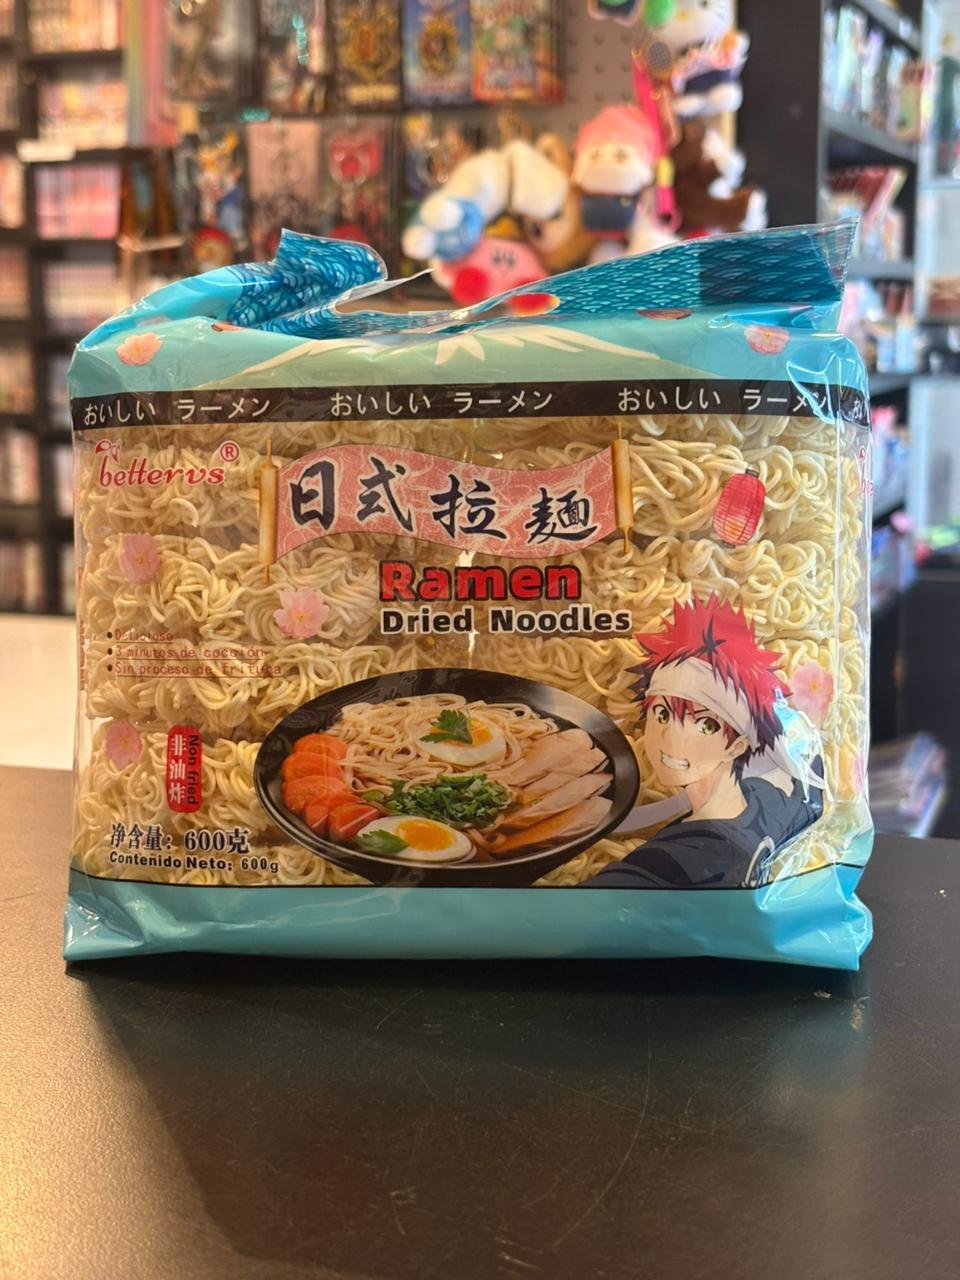 おいしい ラーメン おいしい ラーメン おいしい ラーメン
bettervs®
日式拉麺
Ramen
Dried Noodles
• Delicioso
• 3 minutos de cocción
• Sin proceso de fritura
非油炸
Non fried
净含量：600克
Contenido Neto: 600g